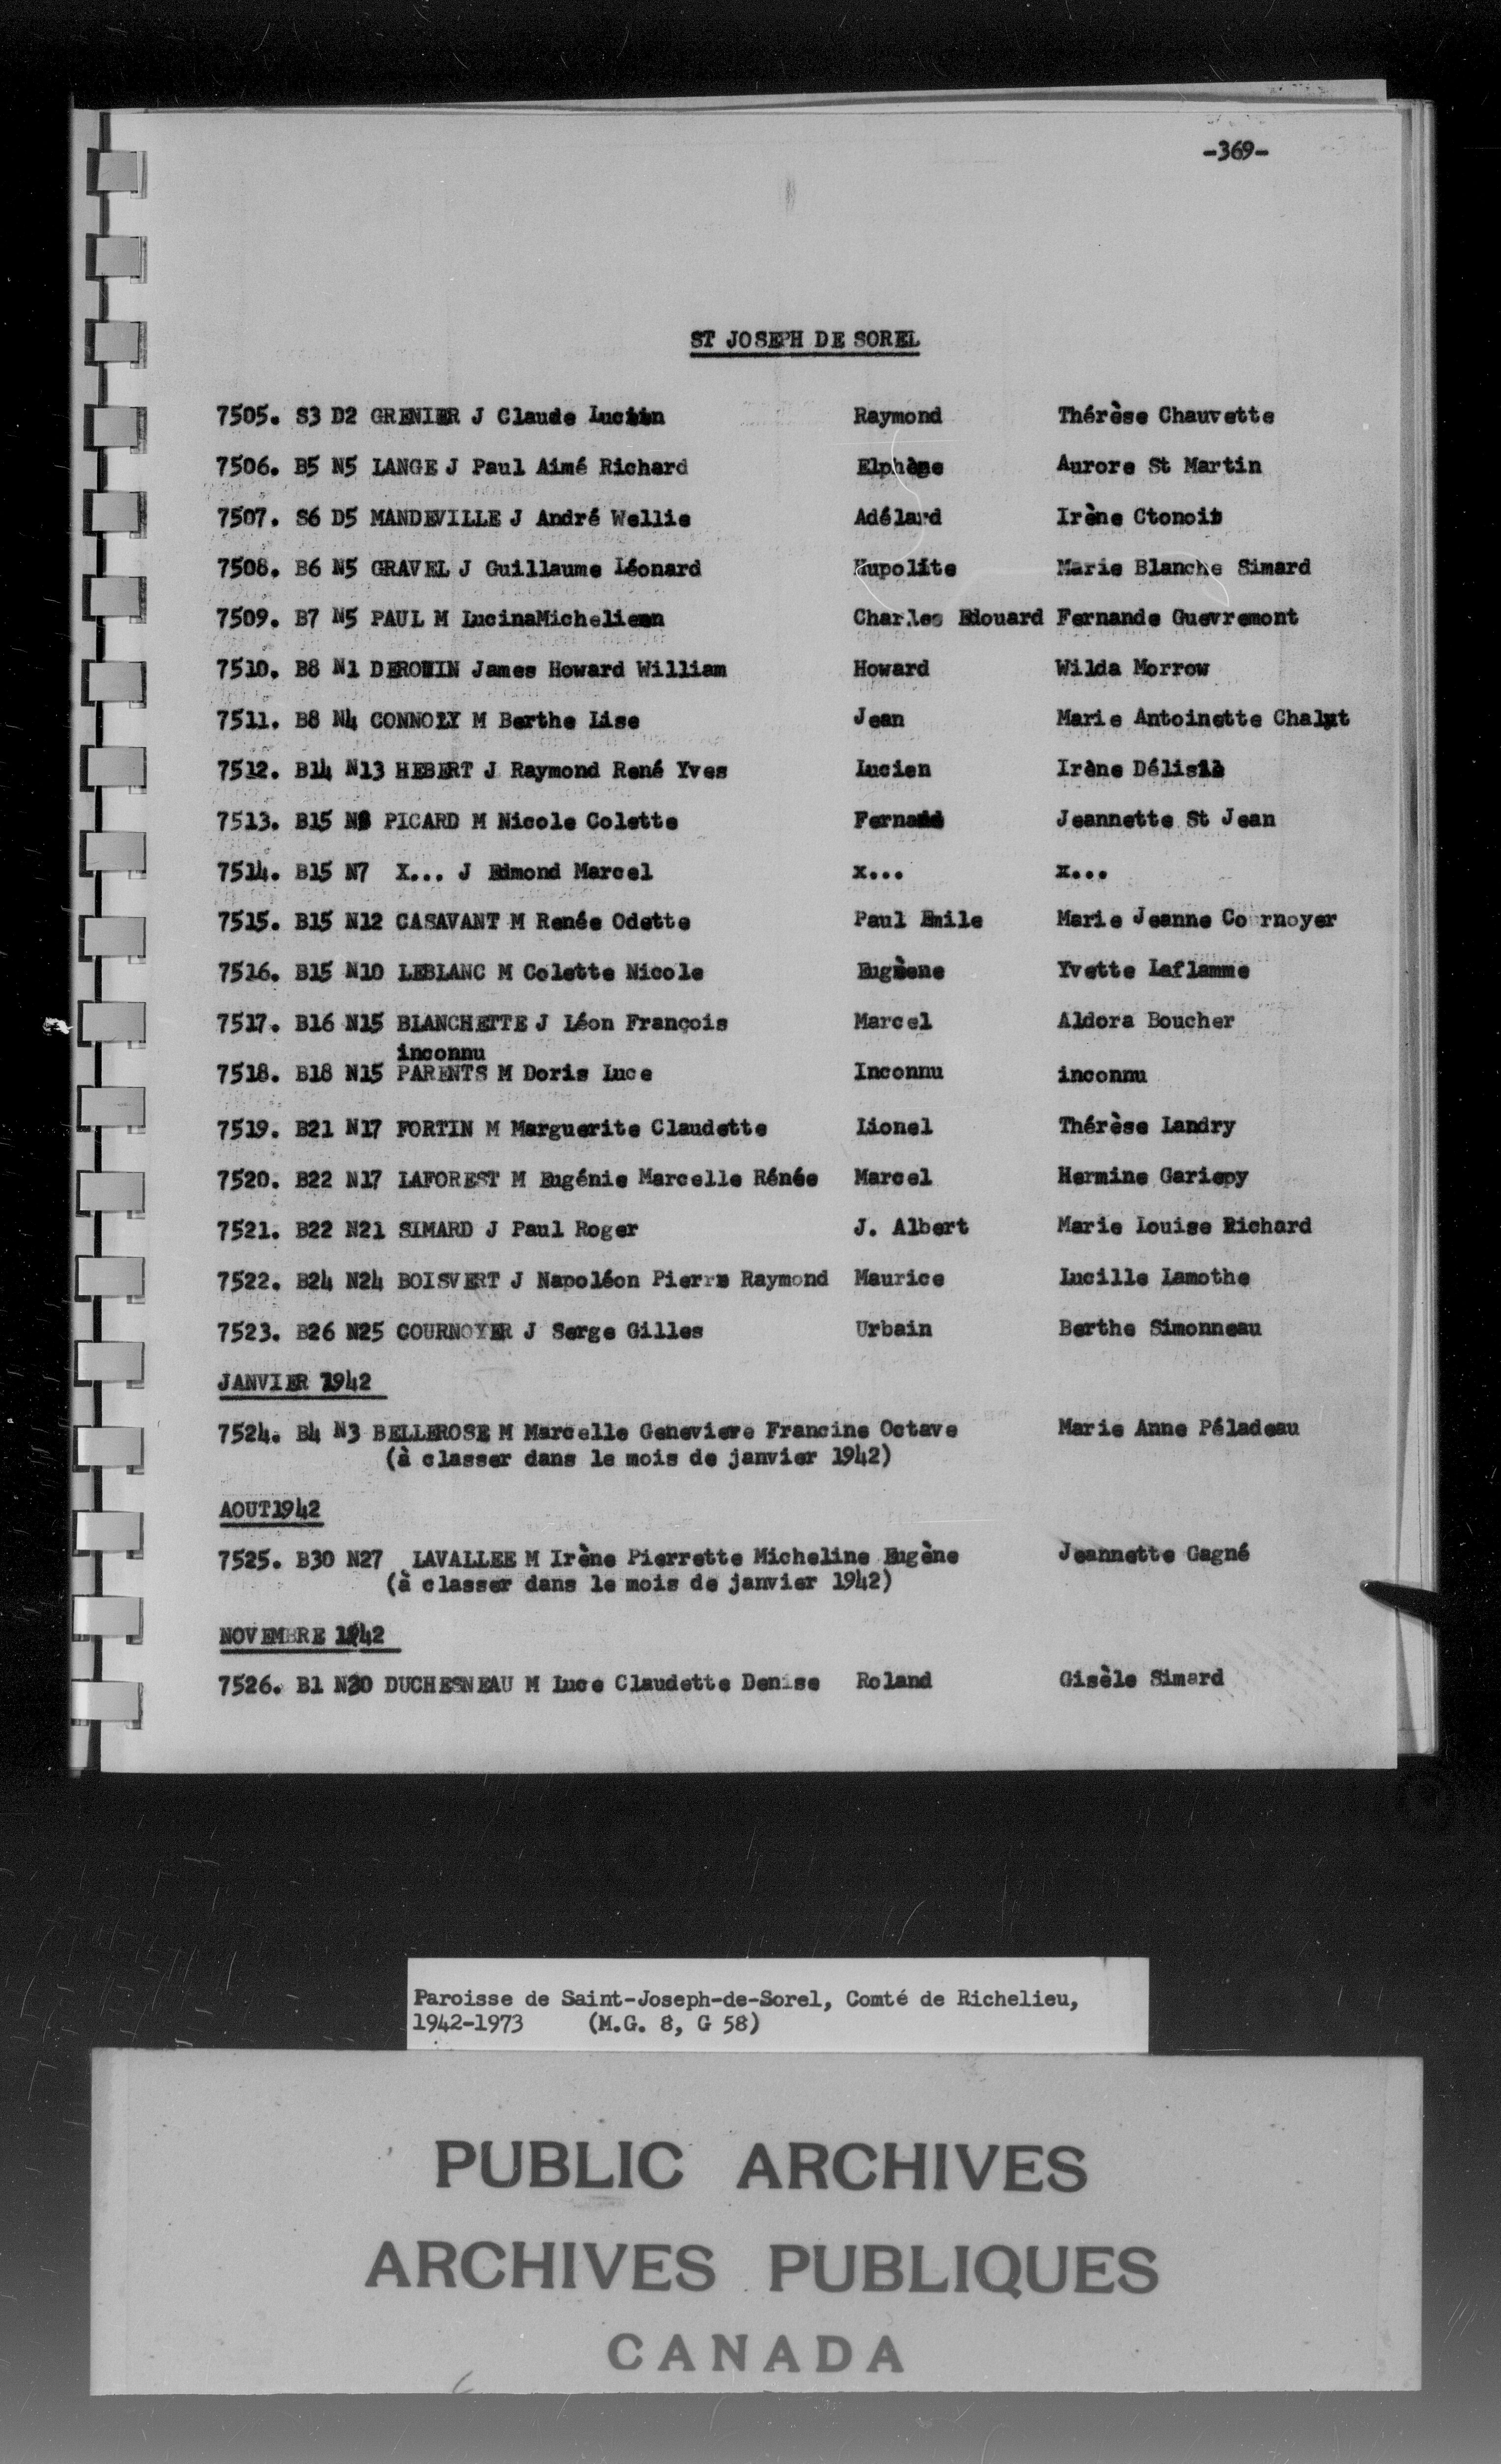 -369-
ST JOSEPH DE SOREL
7505. S3 D2 GRENIER J Claude Lucien Raymond Thérèse Chauvette
7506. B5 N5 LANGE J Paul Aimé Richard Elphège Aurore St Martin
7507. S6 D5 MANDEVILLE J André Wellie Adélard Irène
7508. B6 N5 GRAVEL J Guillaume Léonard Hupolite Marie Blanche Simard
7509. B7 N5 PAUL M Charles Edouard Fernande Guevremont
7510. B8 N1 DEROUIN James Howard William Howard Wilda Morrow
7511. B8 N4 CONNOLY M Berthe Lise Jean Marie Antoinette Chalut
7512. B14 N13 HEBERT J Raymond René Yves Lucien Irène
7513. B15 PICARD M Nicole Colette Fernand Jeannette St Jean
7514. B15 N7 X... J Edmond Marcel x... x...
7515. B15 N12 CASAVANT M Renée Odette Paul Emile Marie Jeanne Cournoyer
7516. B15 N10 LEBLANC M Colette Nicole Eugène Yvette Laflamme
7517. B16 N15 BLANCHETTE J Léon François Marcel Aldora Boucher
inconnu
7518. B18 N15 PARENTS M Doris Luce Inconnu inconnu
7519. B21 N17 FORTIN M Marguerite Claudette Lionel Thérèse Landry
7520. B22 N17 LAFOREST M Eugénie Marcelle Rénée Marcel Hermine Gariepy
7521. B22 N21 SIMARD J Paul Roger J. Albert Marie Louise Richard
7522. B24 N24 BOISVERT J Napoléon Pierre Raymond Maurice Lucille Lamothe
7523. B26 N25 COURNOYER J Serge Gilles Urbain Berthe Simonneau
JANVIER 1942
7524. B4 N3 BELLEROSE M Marcelle Genevieve Francine Octave Marie Anne Péladeau
(à classer dans le mois de janvier 1942)
AOUT1942
7525. B30 N27 LAVALLEE M Irène Pierrette Micheline Eugène Jeannette Gagné
(à classer dans le mois de janvier 1942)
NOVEMBRE 1942
7526. B1 N30 DUCHESNEAU M Luce Claudette Denise Roland Gisèle Simard
Paroisse de Saint-Joseph-de-Sorel, Comté de Richelieu,
1942-1973 (M.G. 8, G 58)
PUBLIC ARCHIVES
ARCHIVES PUBLIQUES
CANADA